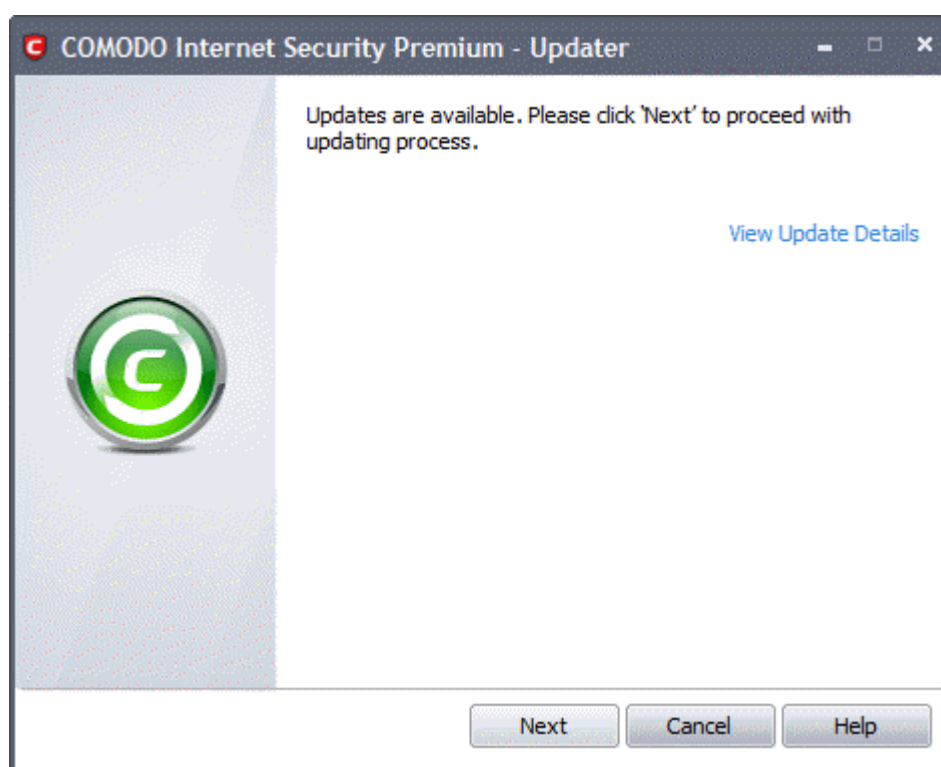 COMODO Internet Security Premium - Updater
Updates are available. Please click 'Next' to proceed with
updating process.
View Update Details
Next
Cancel
Help